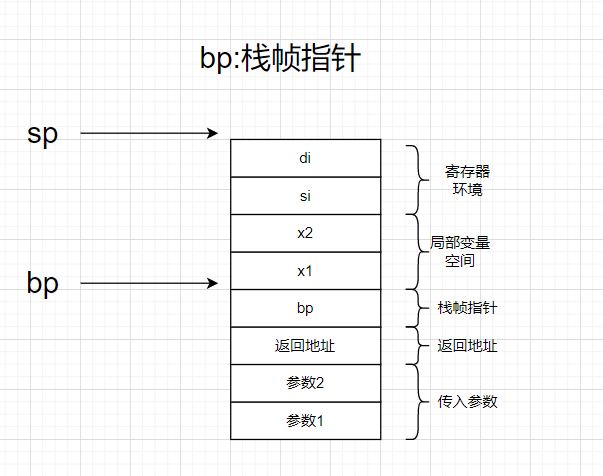 bp:栈帧指针
sp
di
寄存器
环境
si
x2
局部变量
空间
x1
bp
bp
栈帧指针
返回地址
返回地址
参数2
传入参数
参数1